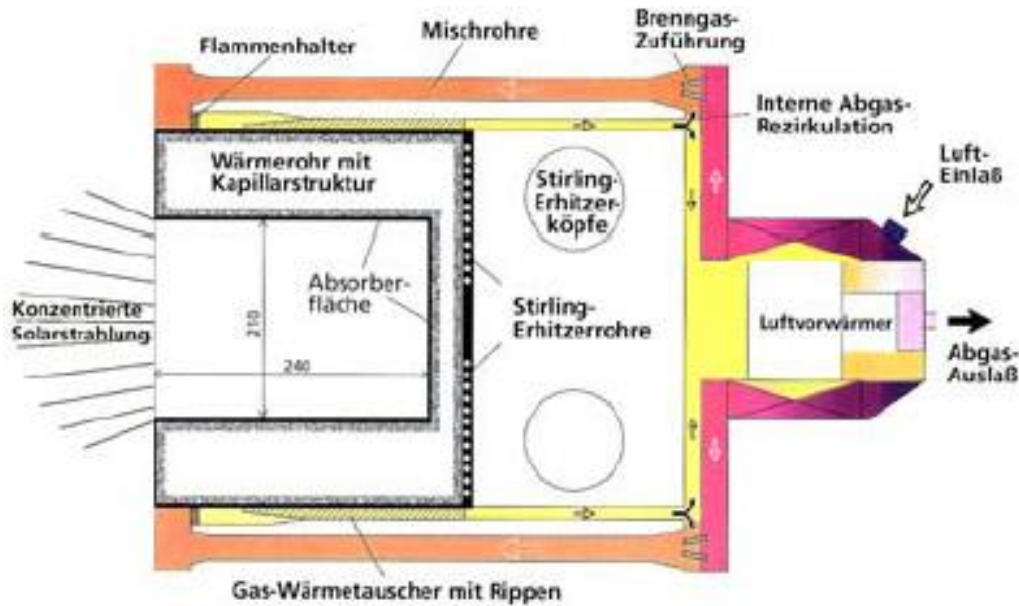 Flammenhalter
Mischrohre
Brenngas-
Zuführung
Interne Abgas-
Rezirkulation
Luft-
Einlaß
Wärmerohr mit
Kapillarstruktur
Stirling-
Erhitzer-
köpfe
Absorber-
fläche
Konzentrierte
Solarstrahlung
210
240
Stirling-
Erhitzerrohre
Luftvorwärmer
Abgas-
Auslaß
Gas-Wärmetauscher mit Rippen